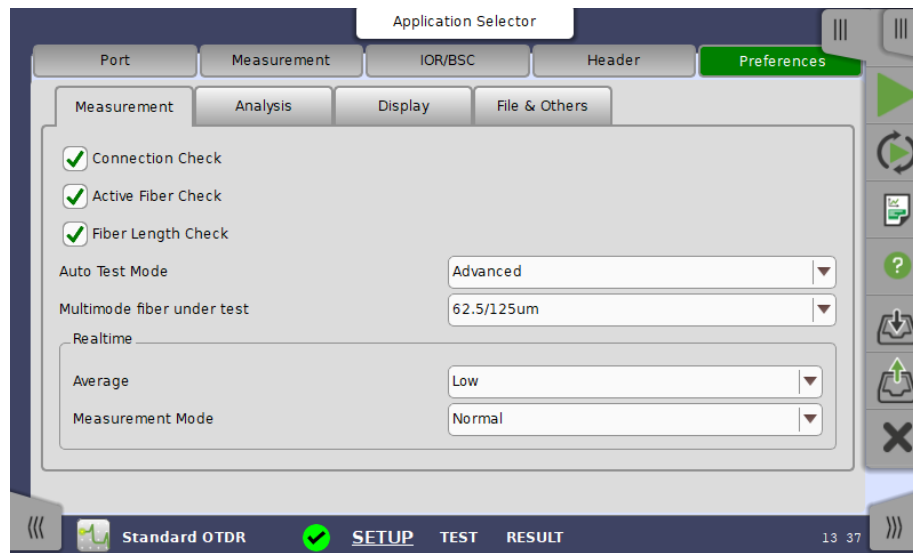 Application Selector
Port Measurement IOR/BSC Header Preferences
Measurement Analysis Display File & Others
Connection Check
Active Fiber Check
Fiber Length Check
Auto Test Mode Advanced
Multimode fiber under test 62.5/125um
Realtime
Average Low
Measurement Mode Normal
Standard OTDR SETUP TEST RESULT 13 37